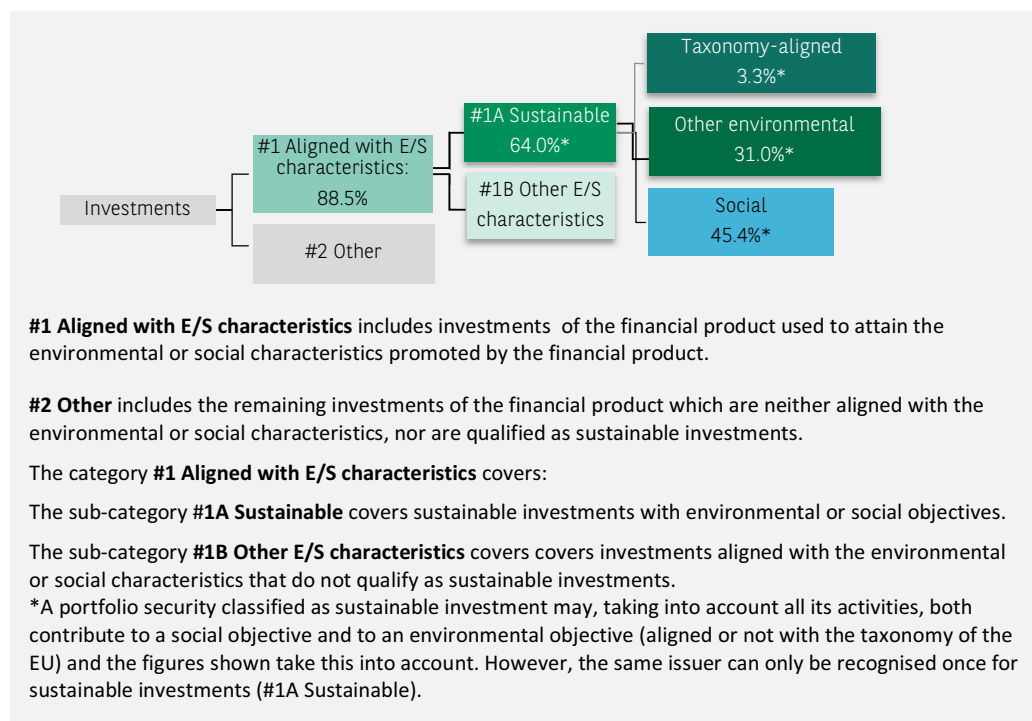 Taxonomy-aligned
3.3%*
#1A Sustainable
64.0%*
Other environmental
31.0%*
#1 Aligned with E/S
characteristics:
88.5%
#1B Other E/S
characteristics
Investments
Social
45.4%*
#2 Other
#1 Aligned with E/S characteristics includes investments of the financial product used to attain the
environmental or social characteristics promoted by the financial product.
#2 Other includes the remaining investments of the financial product which are neither aligned with the
environmental or social characteristics, nor are qualified as sustainable investments.
The category #1 Aligned with E/S characteristics covers:
The sub-category #1A Sustainable covers sustainable investments with environmental or social objectives.
The sub-category #1B Other E/S characteristics covers covers investments aligned with the environmental
or social characteristics that do not qualify as sustainable investments.
*A portfolio security classified as sustainable investment may, taking into account all its activities, both
contribute to a social objective and to an environmental objective (aligned or not with the taxonomy of the
EU) and the figures shown take this into account. However, the same issuer can only be recognised once for
sustainable investments (#1A Sustainable).